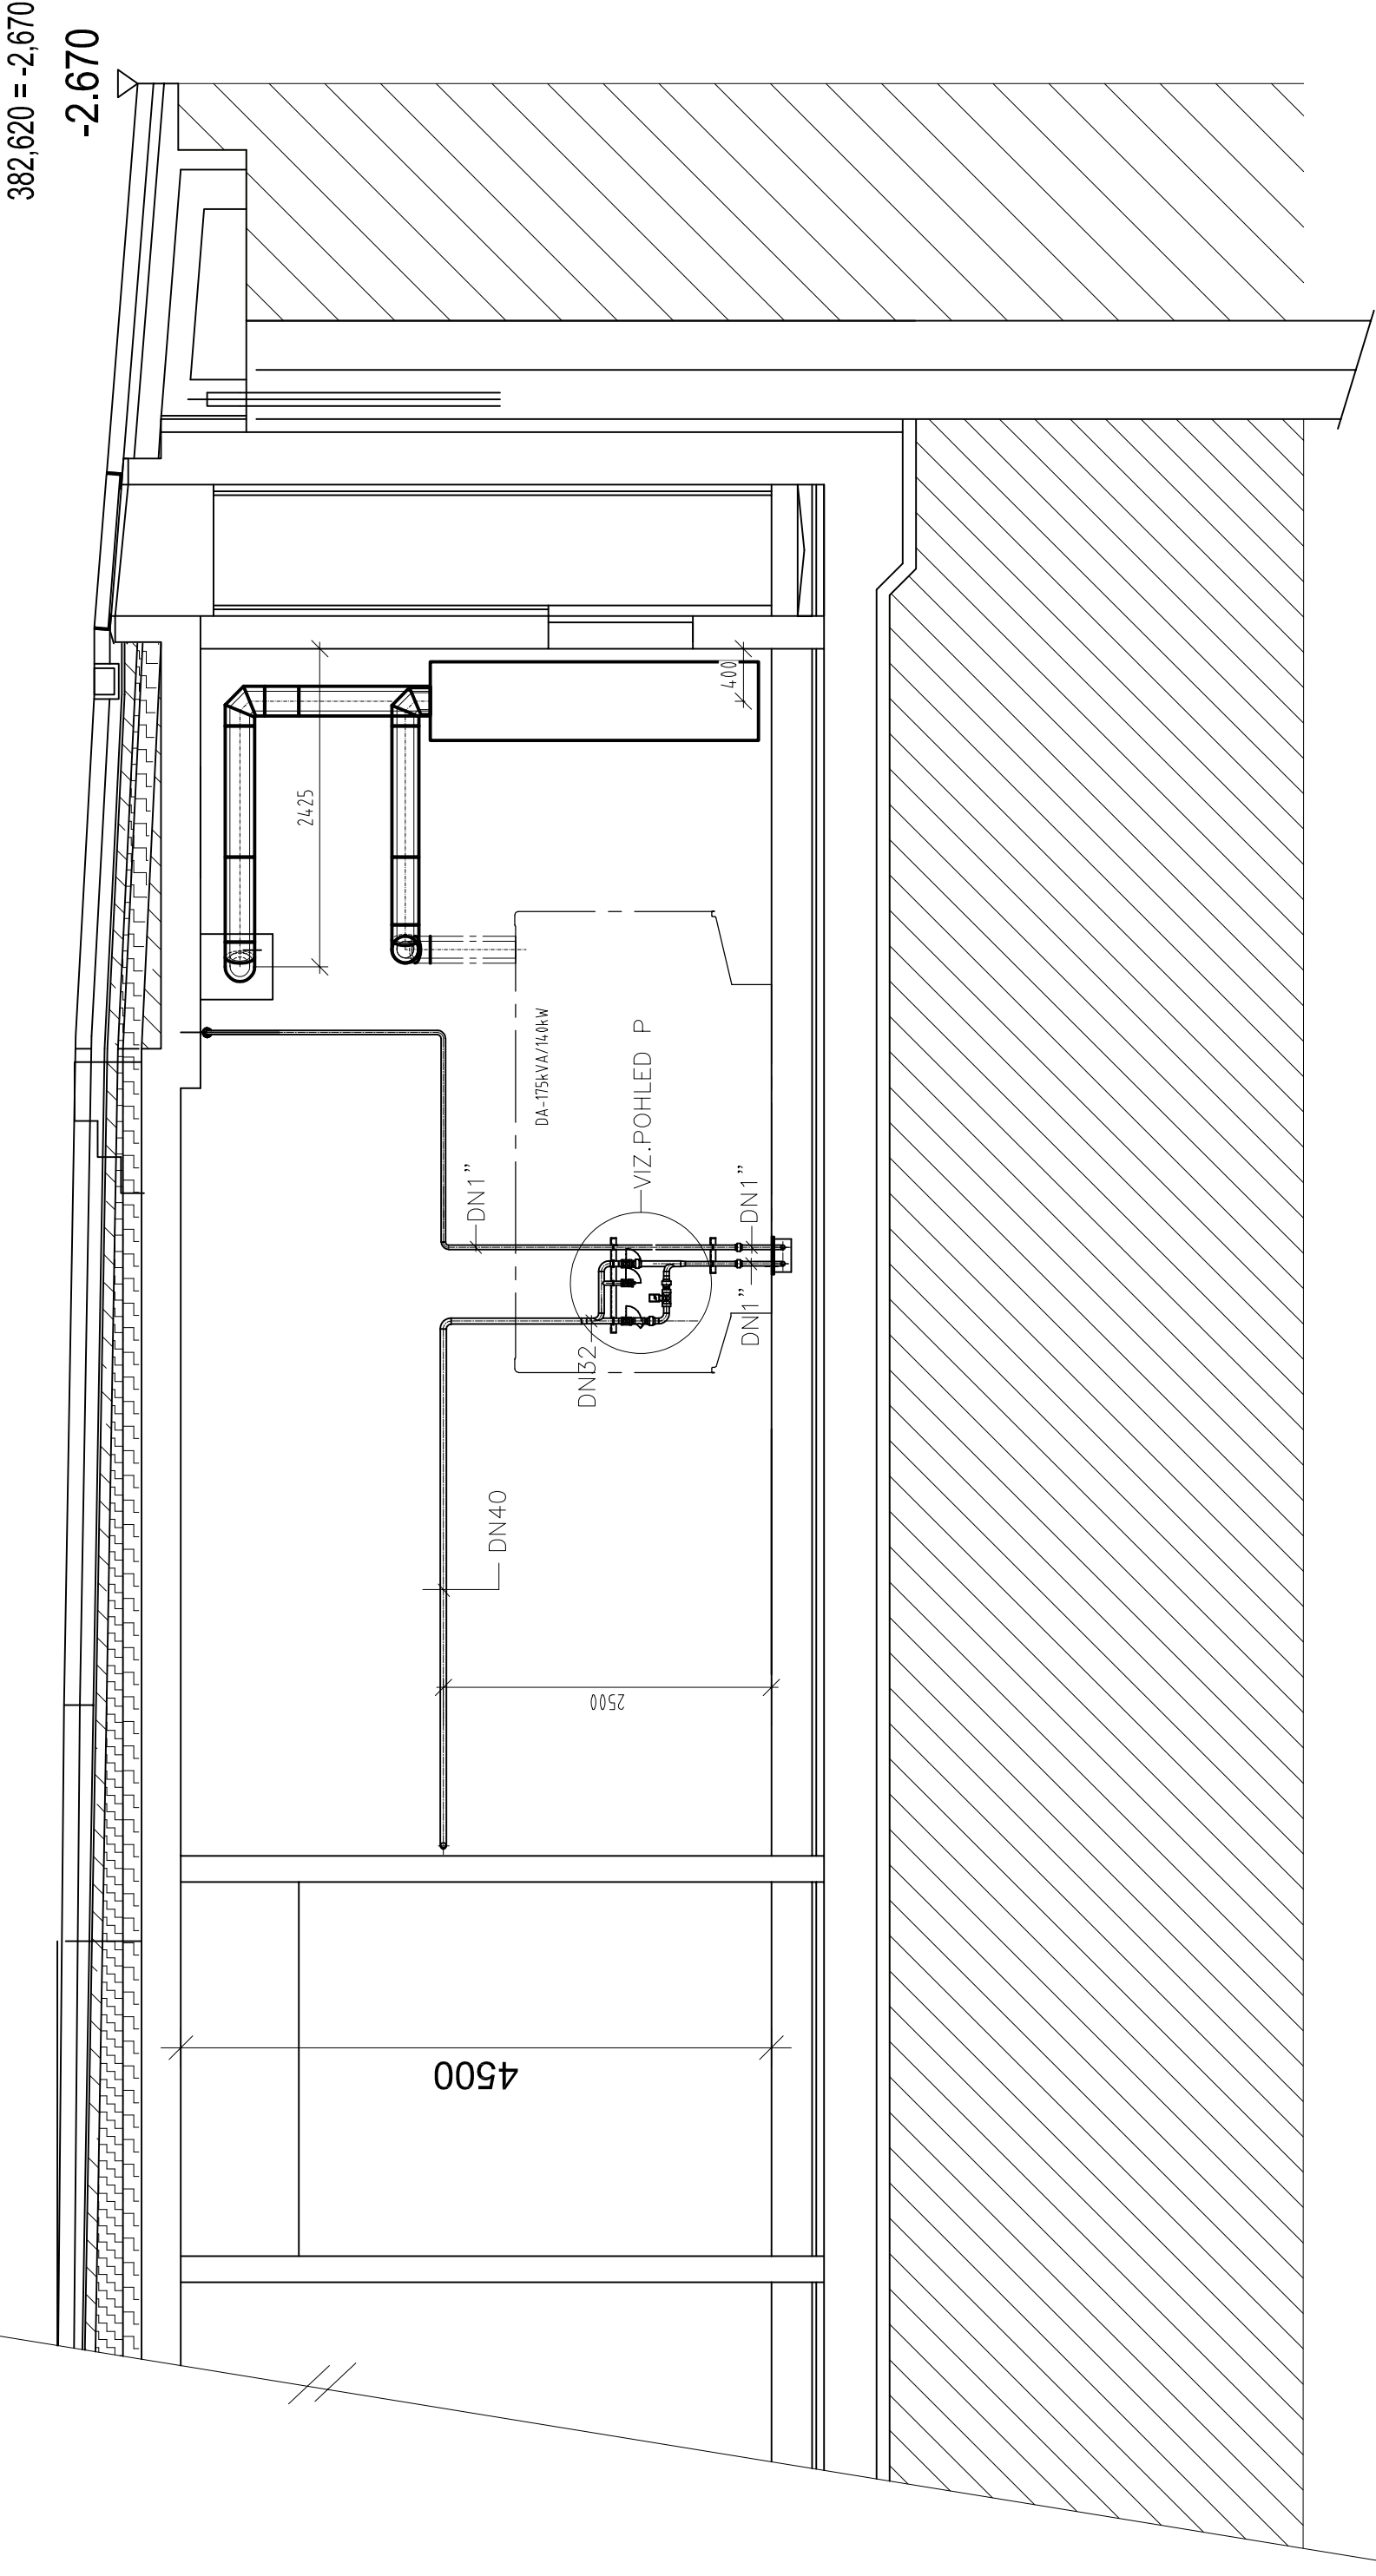 382,620 = -2,670
-2.670
400
2425
DA-175kVA/140kW
VIZ.POHLED P
DN1"
DN1"
DN1"
DN32
DN40
2500
4500